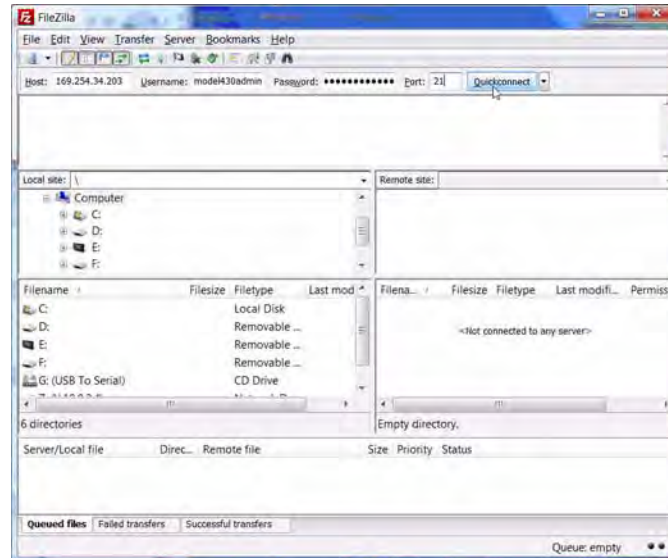 FileZilla
File Edit View Transfer Server Bookmarks Help
Host: 169.254.34.203 Username: model430admin Password: •••••••••••• Port: 21 Quickconnect
Local site: \
Remote site:
Computer
C:
D:
E:
F:
Filename Filesize Filetype Last mod
C: Local Disk
D: Removable ...
E: Removable ...
F: Removable ...
G: (USB To Serial) CD Drive
6 directories
Filena... Filesize Filetype Last modifi... Permiss
<Not connected to any server>
Empty directory.
Server/Local file Direc... Remote file Size Priority Status
Queued files Failed transfers Successful transfers
Queue: empty